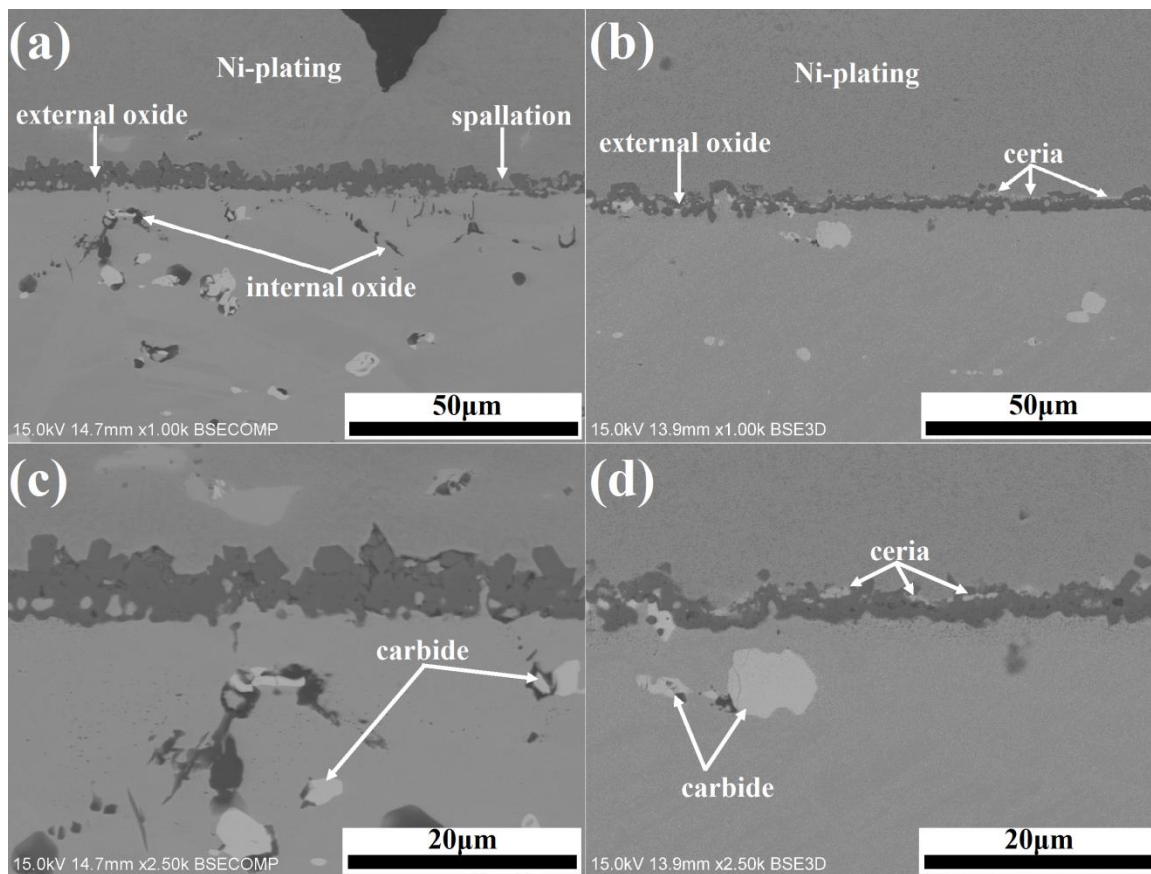 (a)
Ni-plating
external oxide
spallation
internal oxide
50μm
15.0kV 14.7mm x1.00k BSECOMP
(b)
Ni-plating
external oxide
ceria
50μm
15.0kV 13.9mm x1.00k BSE3D
(c)
carbide
20μm
15.0kV 14.7mm x2.50k BSECOMP
(d)
ceria
carbide
20μm
15.0kV 13.9mm x2.50k BSE3D